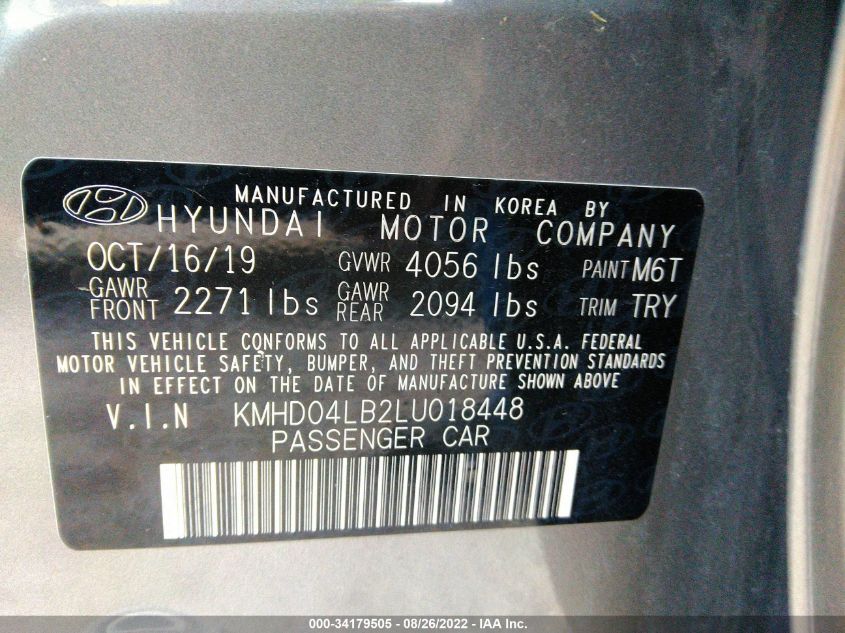 MANUFACTURED IN KOREA BY
HYUNDAI MOTOR COMPANY
OCT/16/19 GVWR 4056 lbs PAINT M6T
GAWR FRONT 2271 lbs GAWR REAR 2094 lbs TRIM TRY
THIS VEHICLE CONFORMS TO ALL APPLICABLE U.S.A. FEDERAL
MOTOR VEHICLE SAFETY, BUMPER, AND THEFT PREVENTION STANDARDS
IN EFFECT ON THE DATE OF MANUFACTURE SHOWN ABOVE
V.I.N KMHD04LB2LU018448
PASSENGER CAR
000-34179505 - 08/26/2022 - IAA Inc.